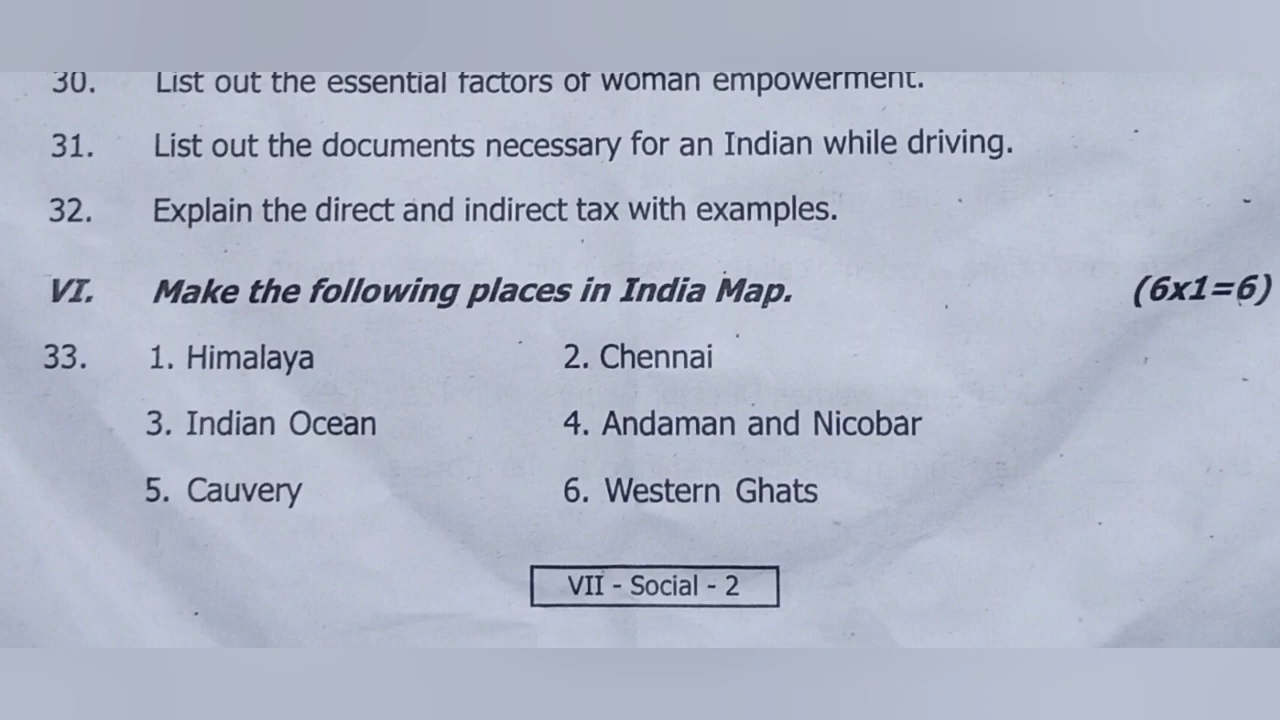 30. List out the essential factors of woman empowerment.
31. List out the documents necessary for an Indian while driving.
32. Explain the direct and indirect tax with examples.
VI. Make the following places in India Map. (6x1=6)
33. 1. Himalaya 2. Chennai
3. Indian Ocean 4. Andaman and Nicobar
5. Cauvery 6. Western Ghats
VII - Social - 2